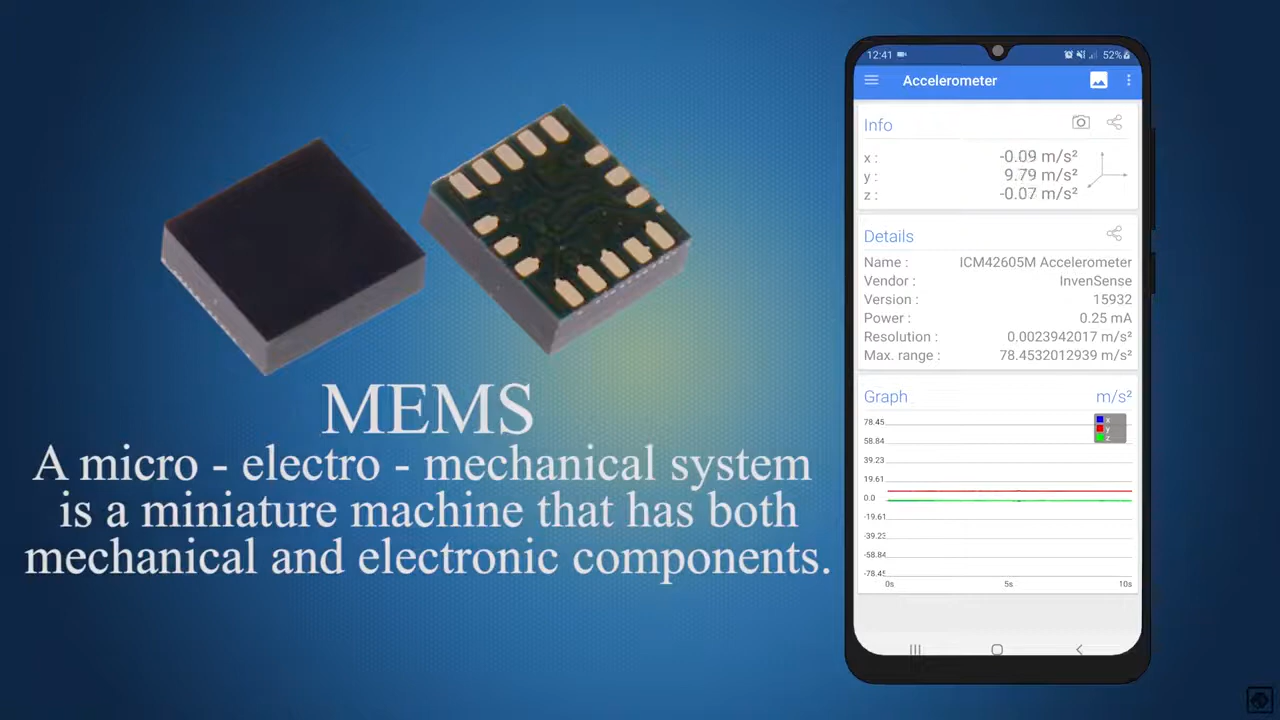 MEMS
A micro - electro - mechanical system
is a miniature machine that has both
mechanical and electronic components.
12:41
52%
Accelerometer
Info
x : -0.09 m/s²
y : 9.79 m/s²
z : -0.07 m/s²
Details
Name : ICM42605M Accelerometer
Vendor : InvenSense
Version : 15932
Power : 0.25 mA
Resolution : 0.0023942017 m/s²
Max. range : 78.4532012939 m/s²
Graph m/s²
x
y
z
78.45
58.84
39.23
19.61
0.0
-19.61
-39.23
-58.84
-78.45
0s 5s 10s